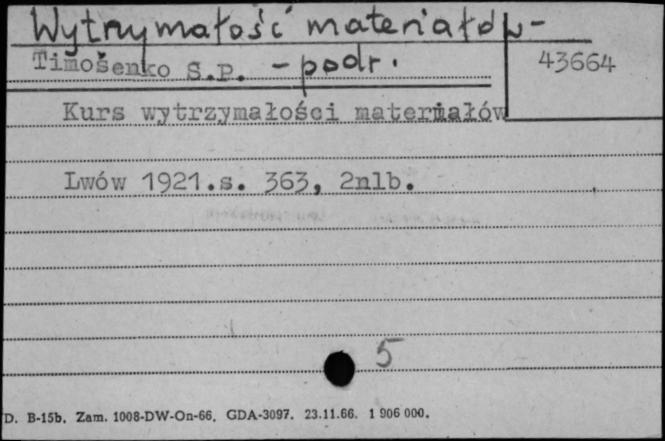 Wytrzymałość materiałów -
Timošenko S.P. - podr.
43664
Kurs wytrzymałości materiałów
Lwów 1921.s. 363, 2nlb.
5
D. B-15b. Zam. 1008-DW-On-66. GDA-3097. 23.11.66. 1 906 000.